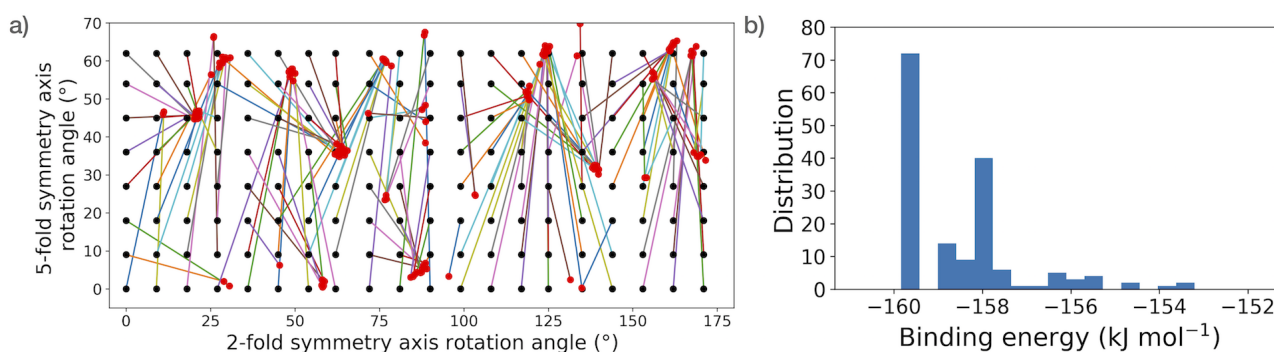 a)
5-fold symmetry axis
rotation angle (°)
70
60
50
40
30
20
10
0
0 25 50 75 100 125 150 175
2-fold symmetry axis rotation angle (°)
b)
Distribution
80
70
60
50
40
30
20
10
0
−160 −158 −156 −154 −152
Binding energy (kJ mol⁻¹)